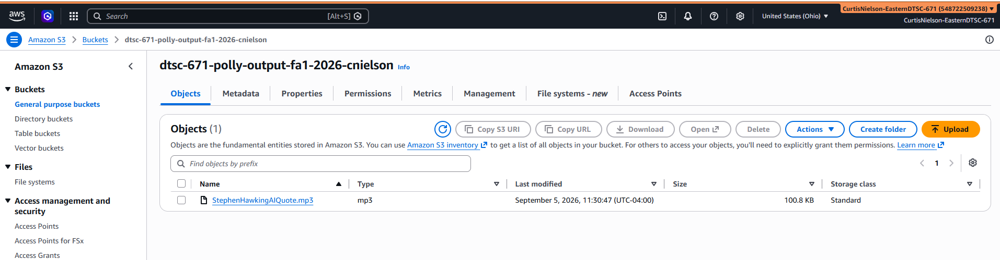 aws
Search [Alt+S]
United States (Ohio)
CurtisNielson-EasternDTSC-671 (548722509238)
CurtisNielson-EasternDTSC-671
Amazon S3 Buckets dtsc-671-polly-output-fa1-2026-cnielson
Amazon S3
Buckets
General purpose buckets
Directory buckets
Table buckets
Vector buckets
Files
File systems
Access management and
security
Access Points
Access Points for FSx
Access Grants
dtsc-671-polly-output-fa1-2026-cnielson Info
Objects Metadata Properties Permissions Metrics Management File systems - new Access Points
Objects (1)
Copy S3 URI Copy URL Download Open Delete Actions Create folder Upload
Objects are the fundamental entities stored in Amazon S3. You can use Amazon S3 inventory to get a list of all objects in your bucket. For others to access your objects, you'll need to explicitly grant them permissions. Learn more
Find objects by prefix
1
Name Type Last modified Size Storage class
StephenHawkingAIQuote.mp3 mp3 September 5, 2026, 11:30:47 (UTC-04:00) 100.8 KB Standard